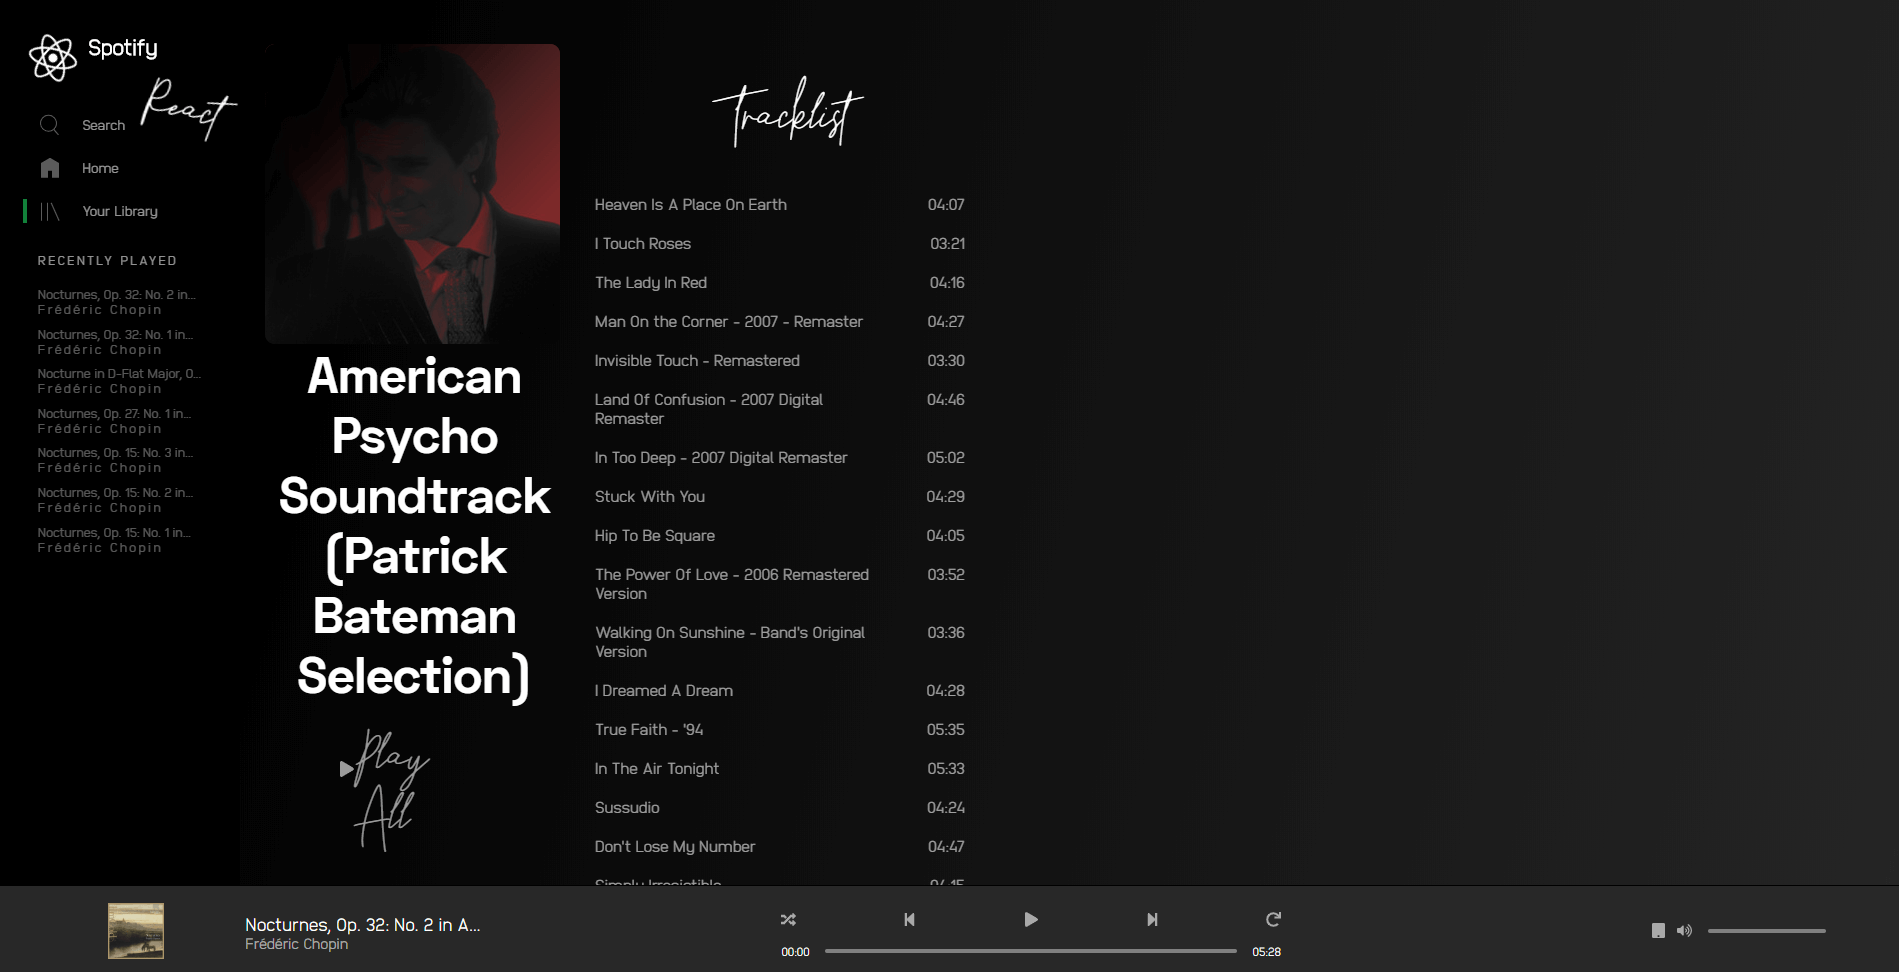 Spotify
React
Search
Home
Your Library
RECENTLY PLAYED
Nocturnes, Op. 32: No. 2 in...
Frédéric Chopin
Nocturnes, Op. 32: No. 1 in...
Frédéric Chopin
Nocturne in D-Flat Major, O...
Frédéric Chopin
Nocturnes, Op. 27: No. 1 in...
Frédéric Chopin
Nocturnes, Op. 15: No. 3 in...
Frédéric Chopin
Nocturnes, Op. 15: No. 2 in...
Frédéric Chopin
Nocturnes, Op. 15: No. 1 in...
Frédéric Chopin
American
Psycho
Soundtrack
(Patrick
Bateman
Selection)
Play
All
Tracklist
Heaven Is A Place On Earth 04:07
I Touch Roses 03:21
The Lady In Red 04:16
Man On the Corner - 2007 - Remaster 04:27
Invisible Touch - Remastered 03:30
Land Of Confusion - 2007 Digital 04:46
Remaster
In Too Deep - 2007 Digital Remaster 05:02
Stuck With You 04:29
Hip To Be Square 04:05
The Power Of Love - 2006 Remastered 03:52
Version
Walking On Sunshine - Band's Original 03:36
Version
I Dreamed A Dream 04:28
True Faith - '94 05:35
In The Air Tonight 05:33
Sussudio 04:24
Don't Lose My Number 04:47
Simply Irresistible 04:15
Nocturnes, Op. 32: No. 2 in A...
Frédéric Chopin
00:00 05:28